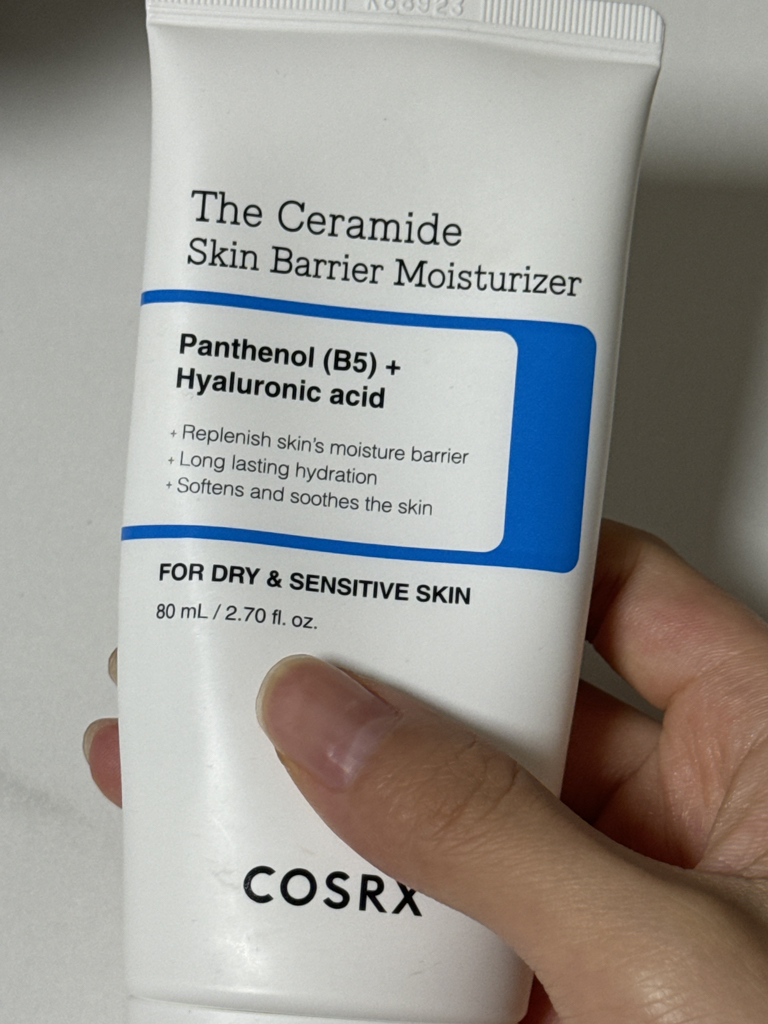 The Ceramide
Skin Barrier Moisturizer
Panthenol (B5) +
Hyaluronic acid
+ Replenish skin's moisture barrier
+ Long lasting hydration
+ Softens and soothes the skin
FOR DRY & SENSITIVE SKIN
80 mL / 2.70 fl. oz.
COSRX